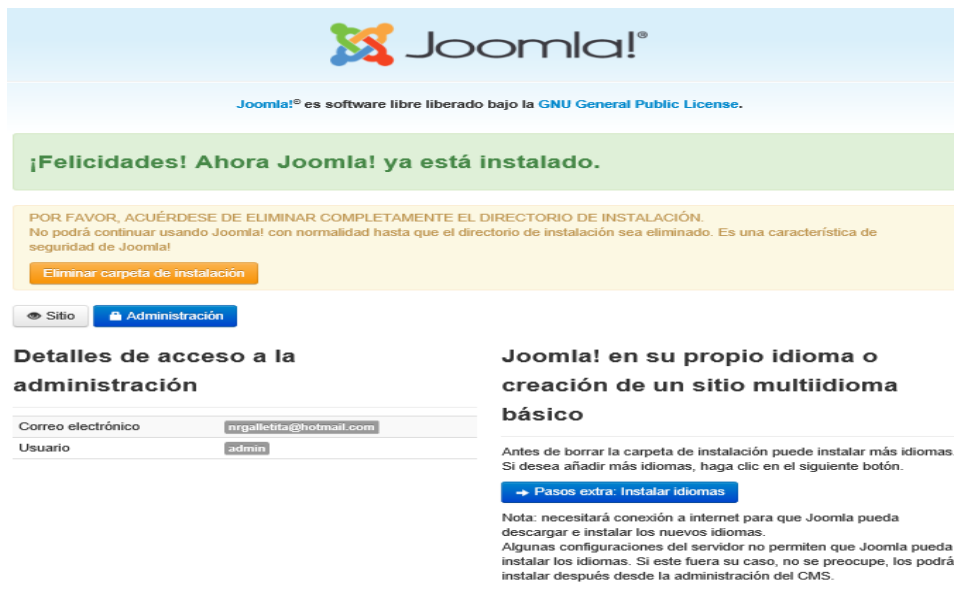 Joomla!®
Joomla!® es software libre liberado bajo la GNU General Public License.
¡Felicidades! Ahora Joomla! ya está instalado.
POR FAVOR, ACUÉRDESE DE ELIMINAR COMPLETAMENTE EL DIRECTORIO DE INSTALACIÓN.
No podrá continuar usando Joomla! con normalidad hasta que el directorio de instalación sea eliminado. Es una característica de
seguridad de Joomla!
Eliminar carpeta de instalación
Sitio
Administración
Detalles de acceso a la
administración
Correo electrónico nrgalletita@hotmail.com
Usuario admin
Joomla! en su propio idioma o
creación de un sitio multiidioma
básico
Antes de borrar la carpeta de instalación puede instalar más idiomas.
Si desea añadir más idiomas, haga clic en el siguiente botón.
Pasos extra: Instalar idiomas
Nota: necesitará conexión a internet para que Joomla pueda
descargar e instalar los nuevos idiomas.
Algunas configuraciones del servidor no permiten que Joomla pueda
instalar los idiomas. Si este fuera su caso, no se preocupe, los podrá
instalar después desde la administración del CMS.